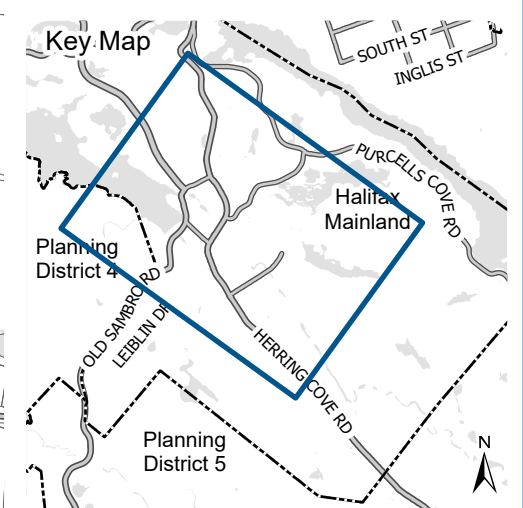 Key Map
SOUTH ST
INGLIS ST
PURCELLS COVE RD
Halifax
Mainland
Planning
District 4
OLD SAMBRO RD
LEIBLIN DR
HERRING COVE RD
Planning
District 5
N